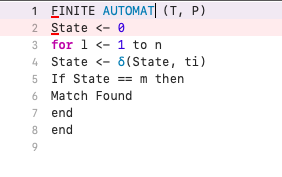 1 FINITE AUTOMAT (T, P)
2 State <- 0
3 for l <- 1 to n
4 State <- δ(State, ti)
5 If State == m then
6 Match Found
7 end
8 end
9